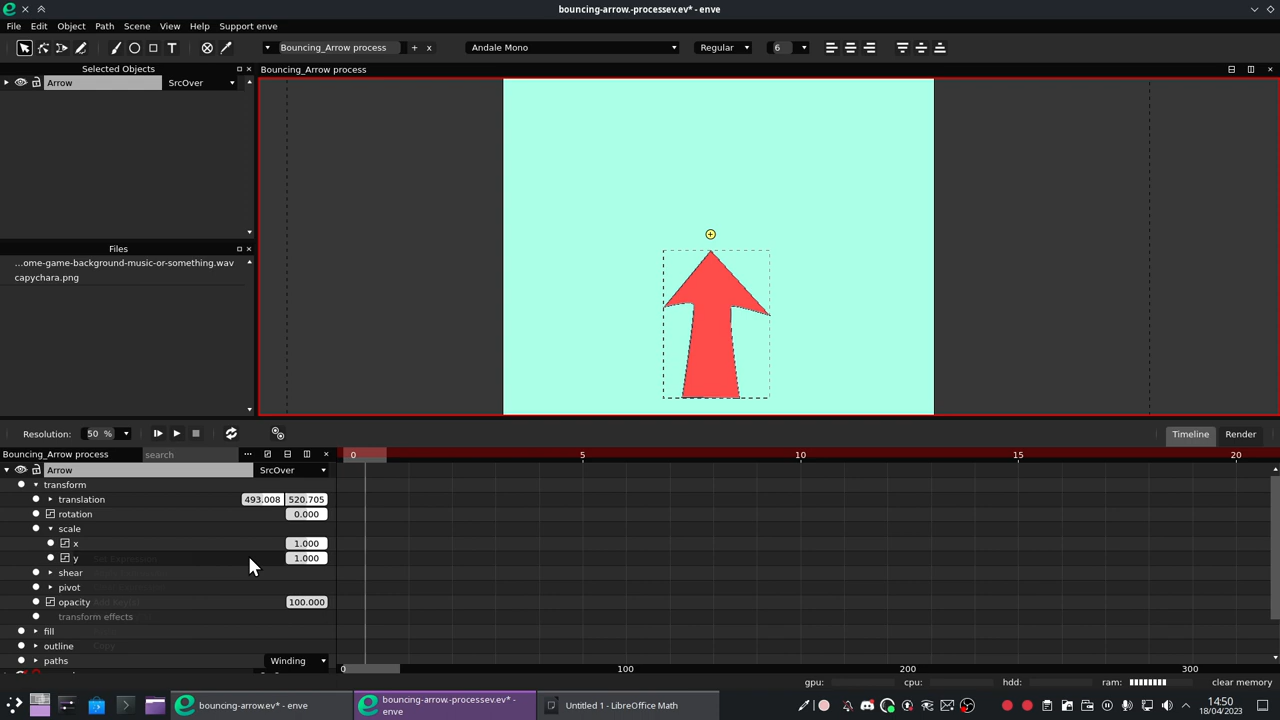 bouncing-arrow.-processev.ev* - enve
File Edit Object Path Scene View Help Support enve
Bouncing_Arrow process + x Andale Mono Regular 6
Selected Objects
Bouncing_Arrow process
Arrow SrcOver
Files
...ome-game-background-music-or-something.wav
capychara.png
Resolution: 50 % Timeline Render
Bouncing_Arrow process search ... 0 5 10 15 20
Arrow SrcOver
transform
translation 493.008 520.705
rotation 0.000
scale
x 1.000
y Set Expression 1.000
shear
pivot
opacity 100.000
transform effects
fill
outline Copy
paths Winding
0 100 200 300
gpu: cpu: hdd: ram: clear memory
bouncing-arrow.ev* - enve
bouncing-arrow.-processev.ev* -
enve
Untitled 1 - LibreOffice Math
14:50
18/04/2023